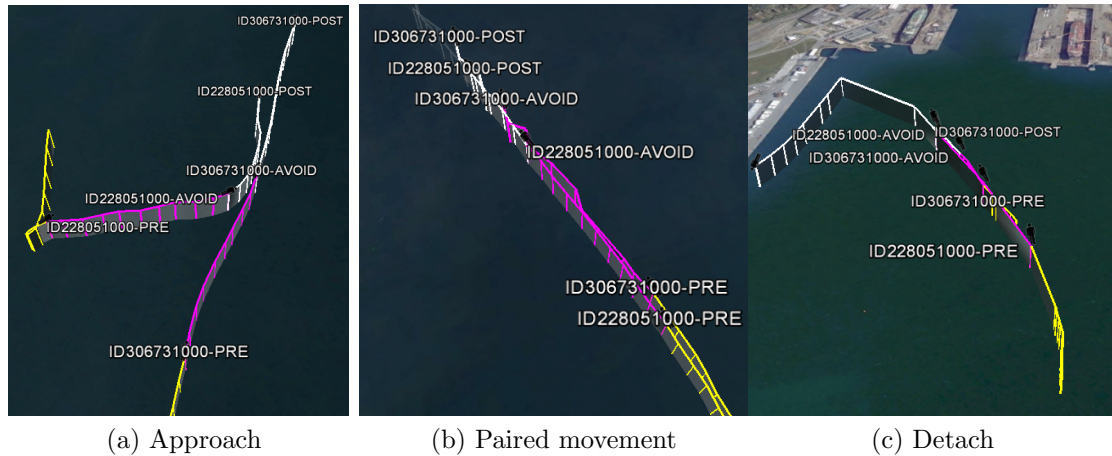 ID306731000-POST
ID228051000-POST
ID306731000-AVOID
ID228051000-AVOID
ID228051000-PRE
ID306731000-PRE
(a) Approach
ID306731000-POST
ID228051000-POST
ID306731000-AVOID
ID228051000-AVOID
ID306731000-PRE
ID228051000-PRE
(b) Paired movement
ID228051000-AVOID
ID306731000-POST
ID306731000-AVOID
ID306731000-PRE
ID228051000-PRE
(c) Detach